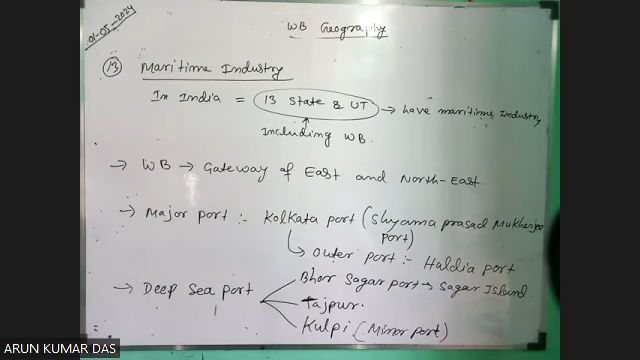 01-05-2024
WB Geography
13 Maritime Industry
In India = 13 State & UT → have maritime Industry
Including WB.
→ WB → Gateway of East and North-East.
→ Major port :- Kolkata port (Shyama prasad Mukherjee
port)
↳ outer port :- Haldia port
→ Deep Sea port
Bhor Sagar port → Sagar Island
Tajpur.
Kulpi (Minor port)
ARUN KUMAR DAS